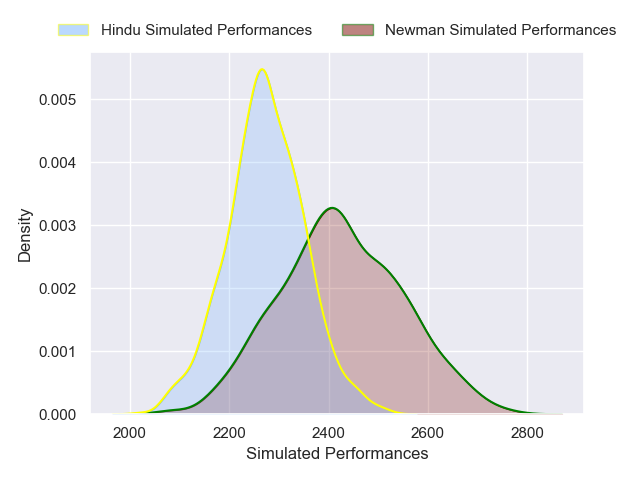 Hindu Simulated Performances Newman Simulated Performances
0.005
0.004
0.003
0.002
0.001
0.000
Density
2000 2200 2400 2600 2800
Simulated Performances